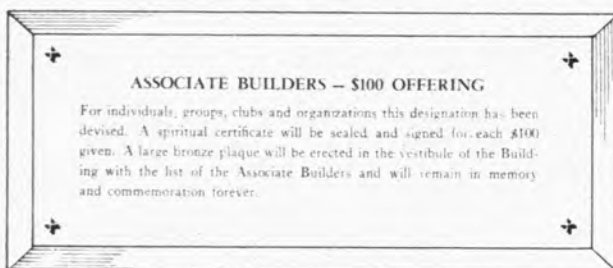 ASSOCIATE BUILDERS — $100 OFFERING
For individuals, groups, clubs and organizations this designation has been
devised. A spiritual certificate will be sealed and signed for each $100
given. A large bronze plaque will be erected in the vestibule of the Build-
ing with the list of the Associate Builders and will remain in memory
and commemoration forever.